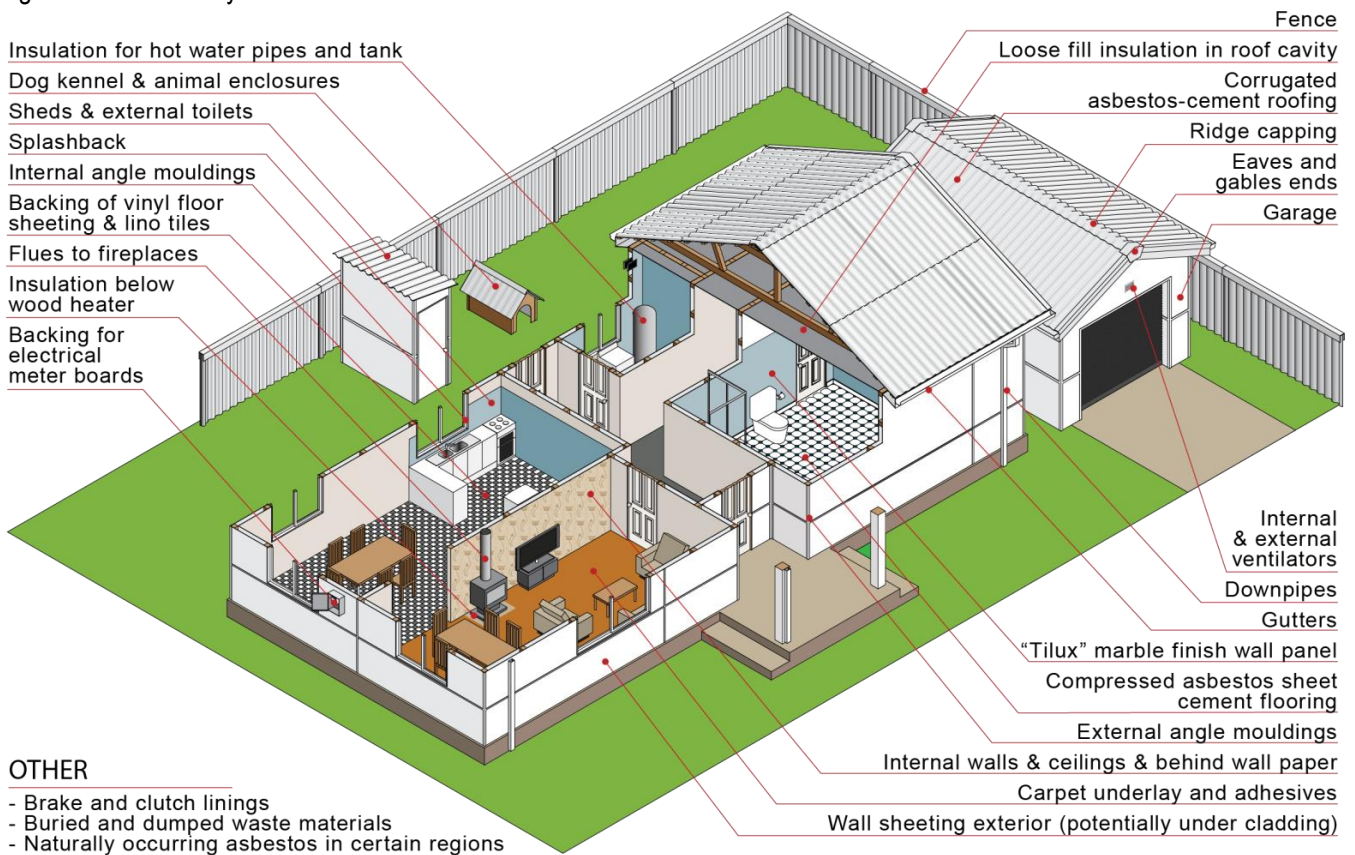 Insulation for hot water pipes and tank
Dog kennel & animal enclosures
Sheds & external toilets
Splashback
Internal angle mouldings
Backing of vinyl floor
sheeting & lino tiles
Flues to fireplaces
Insulation below
wood heater
Backing for
electrical
meter boards
Fence
Loose fill insulation in roof cavity
Corrugated
asbestos-cement roofing
Ridge capping
Eaves and
gables ends
Garage
Internal
& external
ventilators
Downpipes
Gutters
“Tilux” marble finish wall panel
Compressed asbestos sheet
cement flooring
External angle mouldings
Internal walls & ceilings & behind wall paper
Carpet underlay and adhesives
Wall sheeting exterior (potentially under cladding)
OTHER
- Brake and clutch linings
- Buried and dumped waste materials
- Naturally occurring asbestos in certain regions